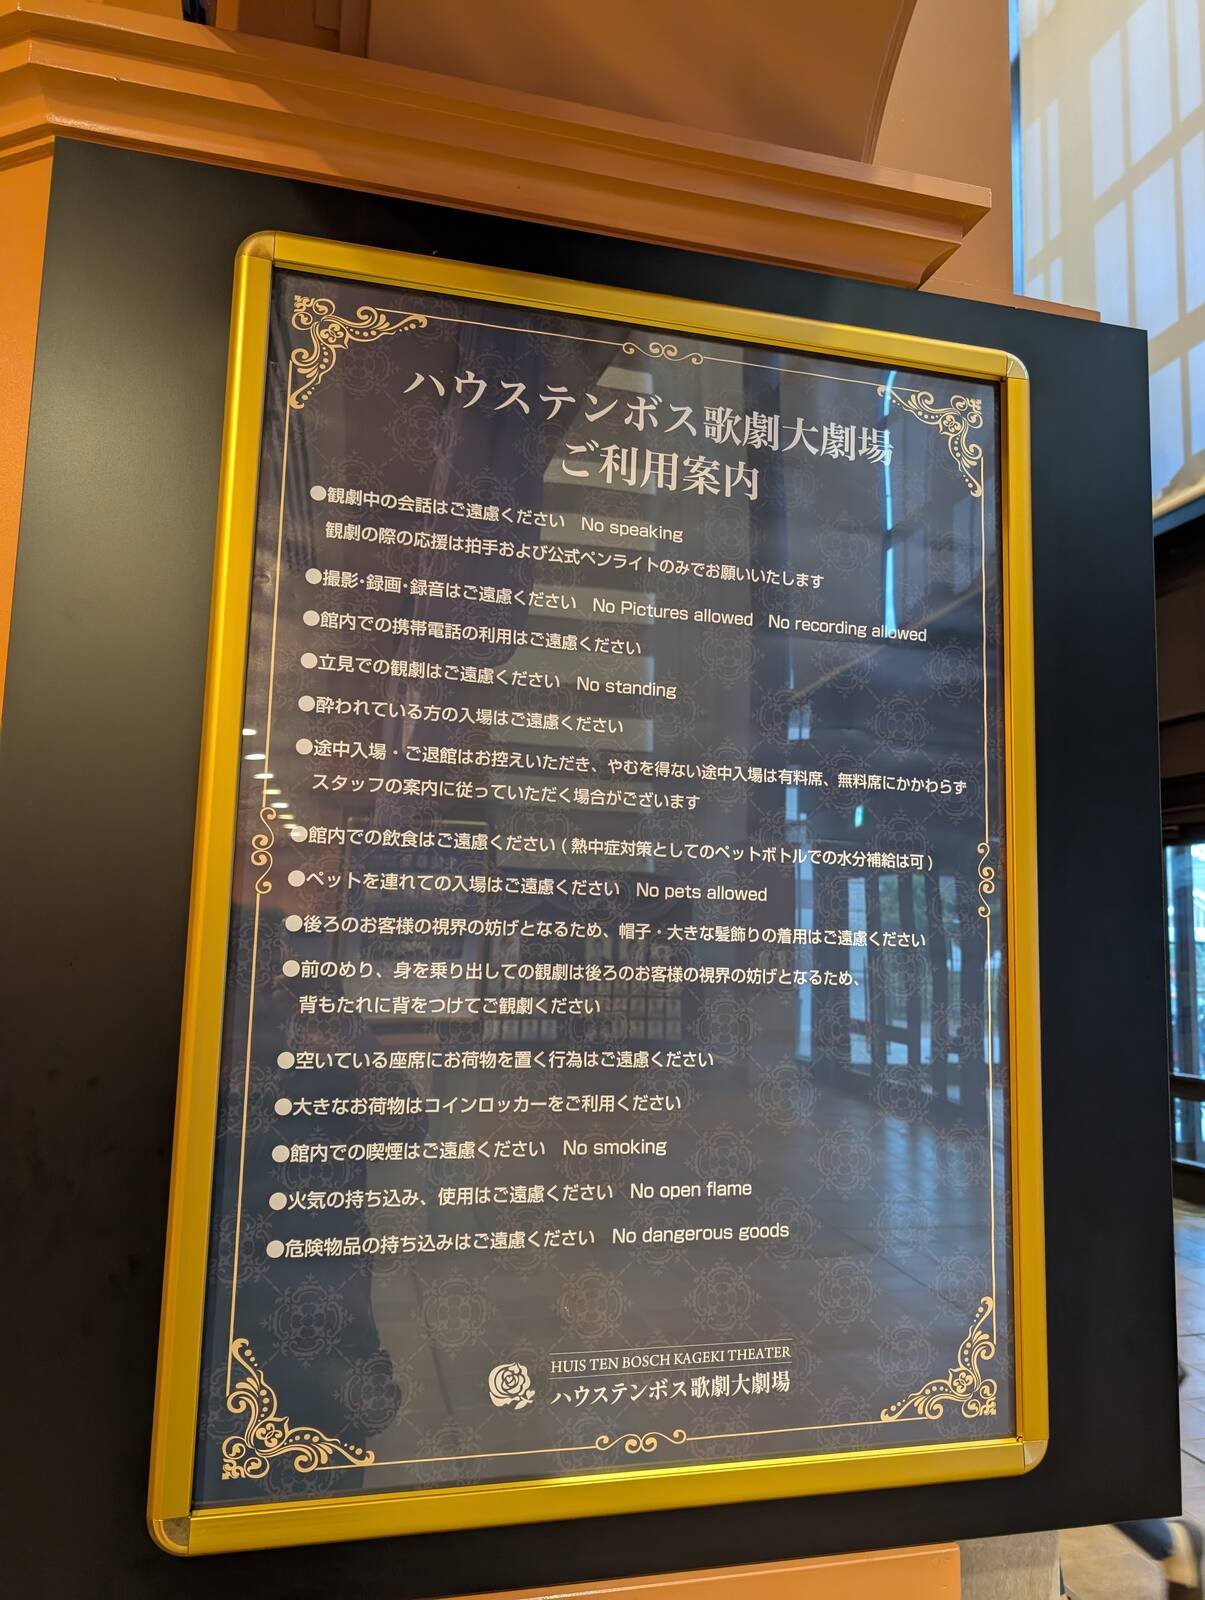 ハウステンボス歌劇大劇場
ご利用案内
●観劇中の会話はご遠慮ください No speaking
観劇の際の応援は拍手および公式ペンライトのみでお願いいたします
●撮影･録画･録音はご遠慮ください No Pictures allowed No recording allowed
●館内での携帯電話の利用はご遠慮ください
●立見での観劇はご遠慮ください No standing
●酔われている方の入場はご遠慮ください
●途中入場・ご退館はお控えいただき、やむを得ない途中入場は有料席、無料席にかかわらず
スタッフの案内に従っていただく場合がございます
●館内での飲食はご遠慮ください ( 熱中症対策としてのペットボトルでの水分補給は可 )
●ペットを連れての入場はご遠慮ください No pets allowed
●後ろのお客様の視界の妨げとなるため、帽子・大きな髪飾りの着用はご遠慮ください
●前のめり、身を乗り出しての観劇は後ろのお客様の視界の妨げとなるため、
背もたれに背をつけてご観劇ください
●空いている座席にお荷物を置く行為はご遠慮ください
●大きなお荷物はコインロッカーをご利用ください
●館内での喫煙はご遠慮ください No smoking
●火気の持ち込み、使用はご遠慮ください No open flame
●危険物品の持ち込みはご遠慮ください No dangerous goods
HUIS TEN BOSCH KAGEKI THEATER
ハウステンボス歌劇大劇場